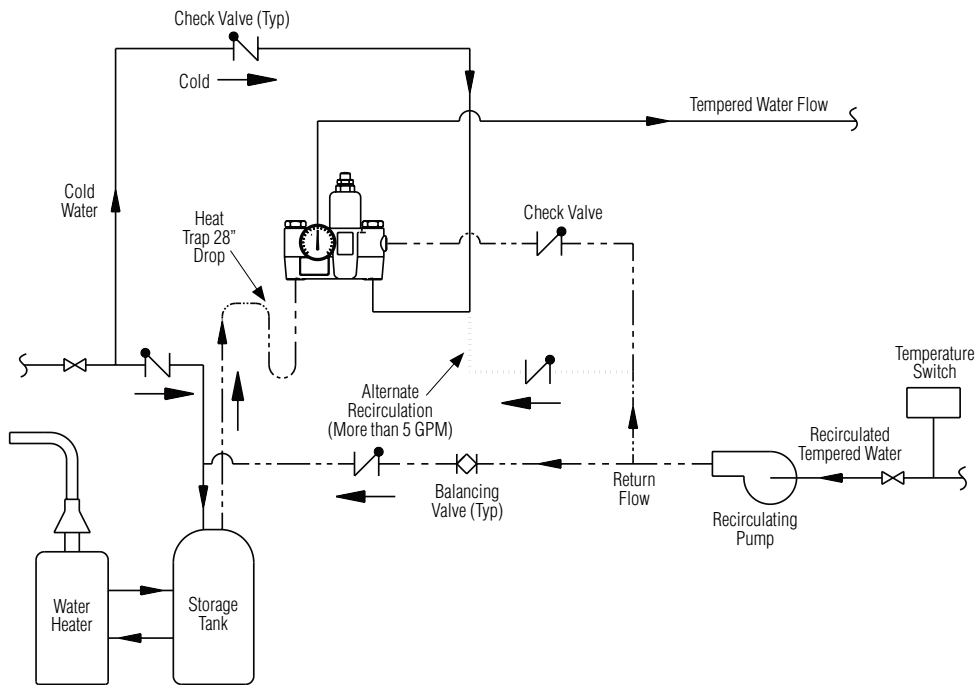 Check Valve (Typ)
Cold
Tempered Water Flow
Cold
Water
Heat
Trap 28”
Drop
Check Valve
Alternate
Recirculation
(More than 5 GPM)
Temperature
Switch
Recirculated
Tempered Water
Balancing
Valve (Typ)
Return
Flow
Recirculating
Pump
Water
Heater
Storage
Tank